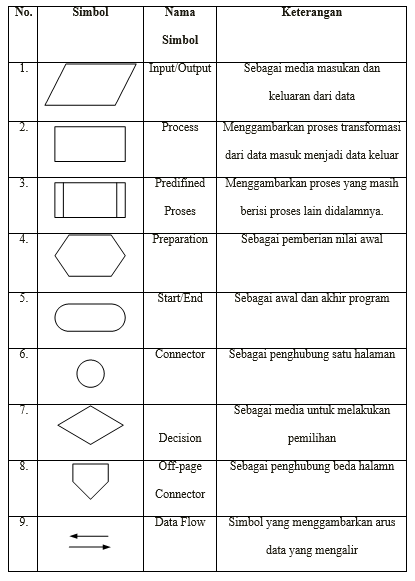 No. Simbol Nama Keterangan
Simbol
1. Input/Output Sebagai media masukan dan
keluaran dari data
2. Process Menggambarkan proses transformasi
dari data masuk menjadi data keluar
3. Predifined Menggambarkan proses yang masih
Proses berisi proses lain didalamnya.
4. Preparation Sebagai pemberian nilai awal
5. Start/End Sebagai awal dan akhir program
6. Connector Sebagai penghubung satu halaman
7. Sebagai media untuk melakukan
Decision pemilihan
8. Off-page Sebagai penghubung beda halamn
Connector
9. Data Flow Simbol yang menggambarkan arus
data yang mengalir